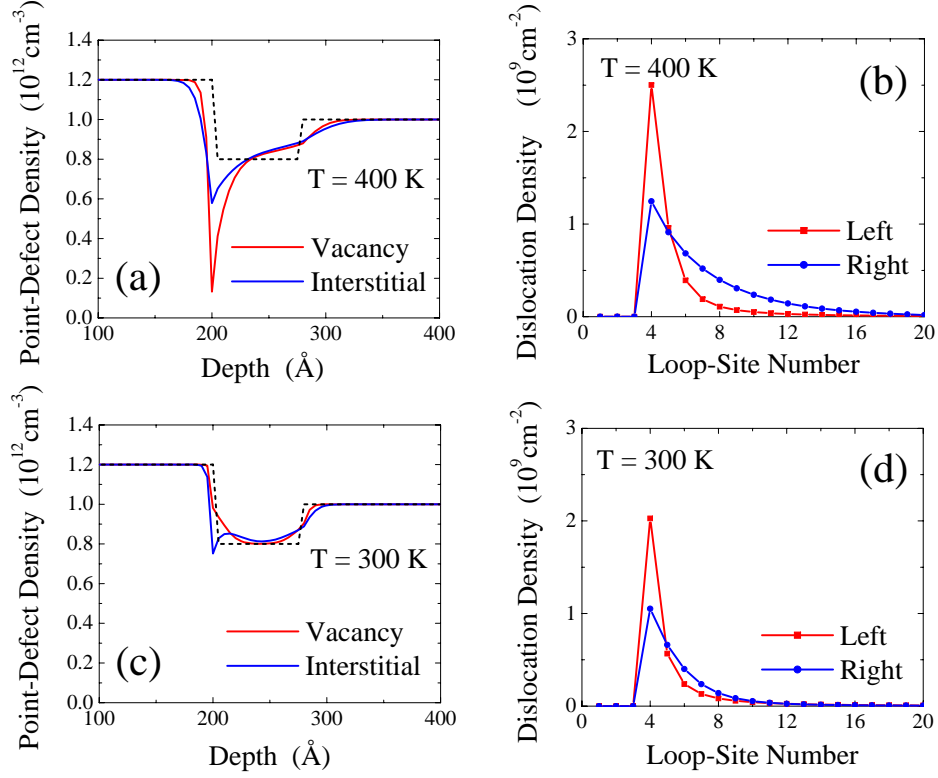 Point-Defect Density (10¹²cm⁻³)
1.4
1.2
1.0
0.8
0.6
0.4
0.2
0.0
T = 400 K
Vacancy
Interstitial
(a)
100 200 300 400
Depth (Å)
Dislocation Density (10⁹cm⁻²)
3
2
1
0
T = 400 K
(b)
Left
Right
0 4 8 12 16 20
Loop-Site Number
Point-Defect Density (10¹²cm⁻³)
1.4
1.2
1.0
0.8
0.6
0.4
0.2
0.0
T = 300 K
Vacancy
Interstitial
(c)
100 200 300 400
Depth (Å)
Dislocation Density (10⁹cm⁻²)
3
2
1
0
T = 300 K
(d)
Left
Right
0 4 8 12 16 20
Loop-Site Number